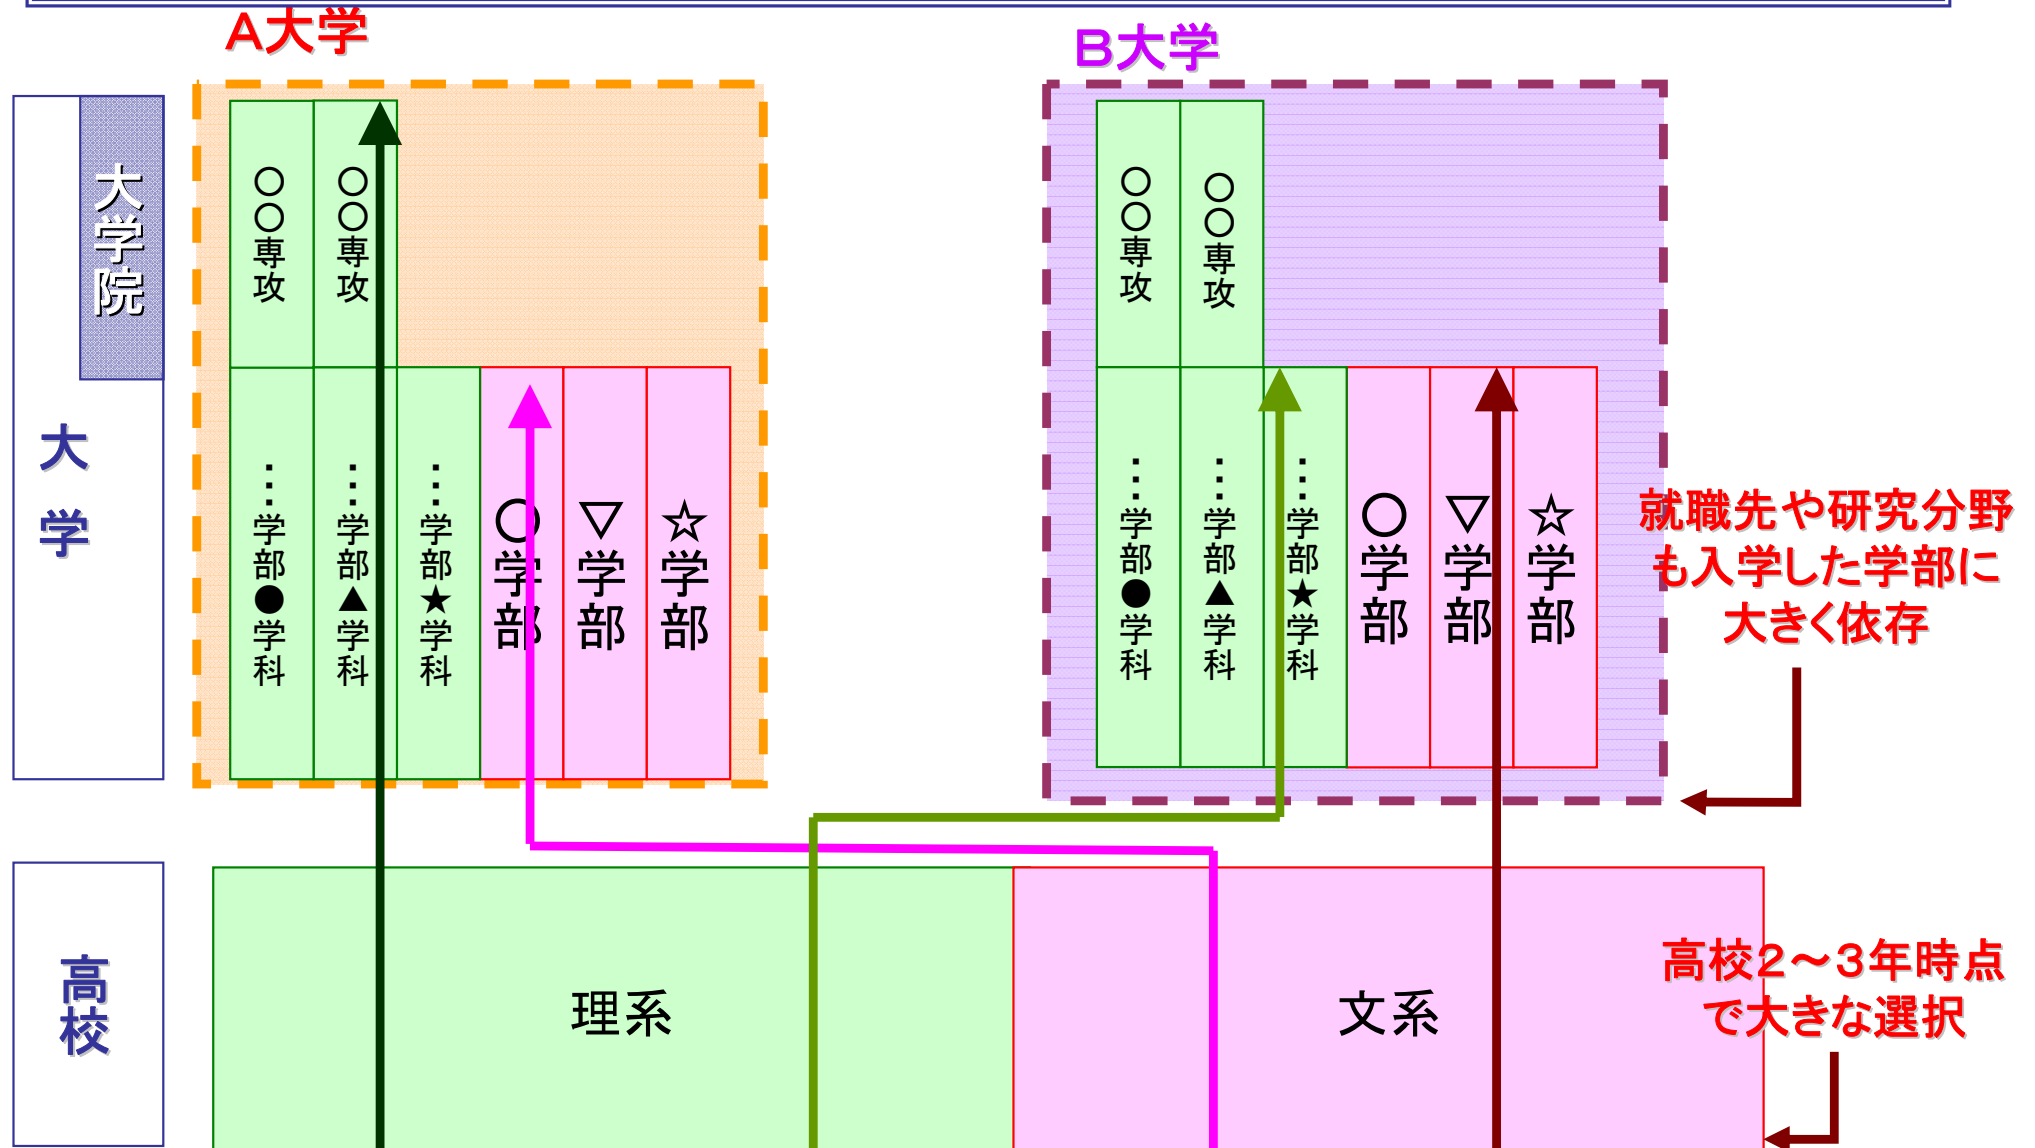 A大学
B大学
大学院
大学
○○専攻
○○専攻
○○専攻
○○専攻
…学部●学科
…学部▲学科
…学部★学科
○学部
▽学部
☆学部
…学部●学科
…学部▲学科
…学部★学科
○学部
▽学部
☆学部
就職先や研究分野
も入学した学部に
大きく依存
高校
理系
文系
高校2～3年時点
で大きな選択